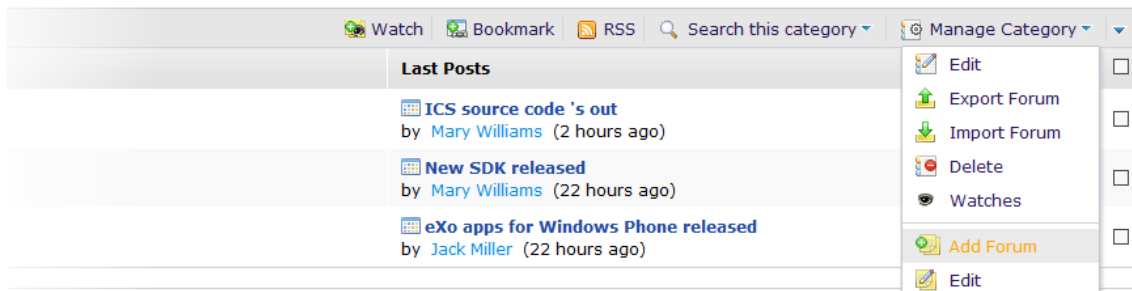 Watch Bookmark RSS Search this category Manage Category
Last Posts
ICS source code 's out
by Mary Williams (2 hours ago)
New SDK released
by Mary Williams (22 hours ago)
eXo apps for Windows Phone released
by Jack Miller (22 hours ago)
Edit
Export Forum
Import Forum
Delete
Watches
Add Forum
Edit